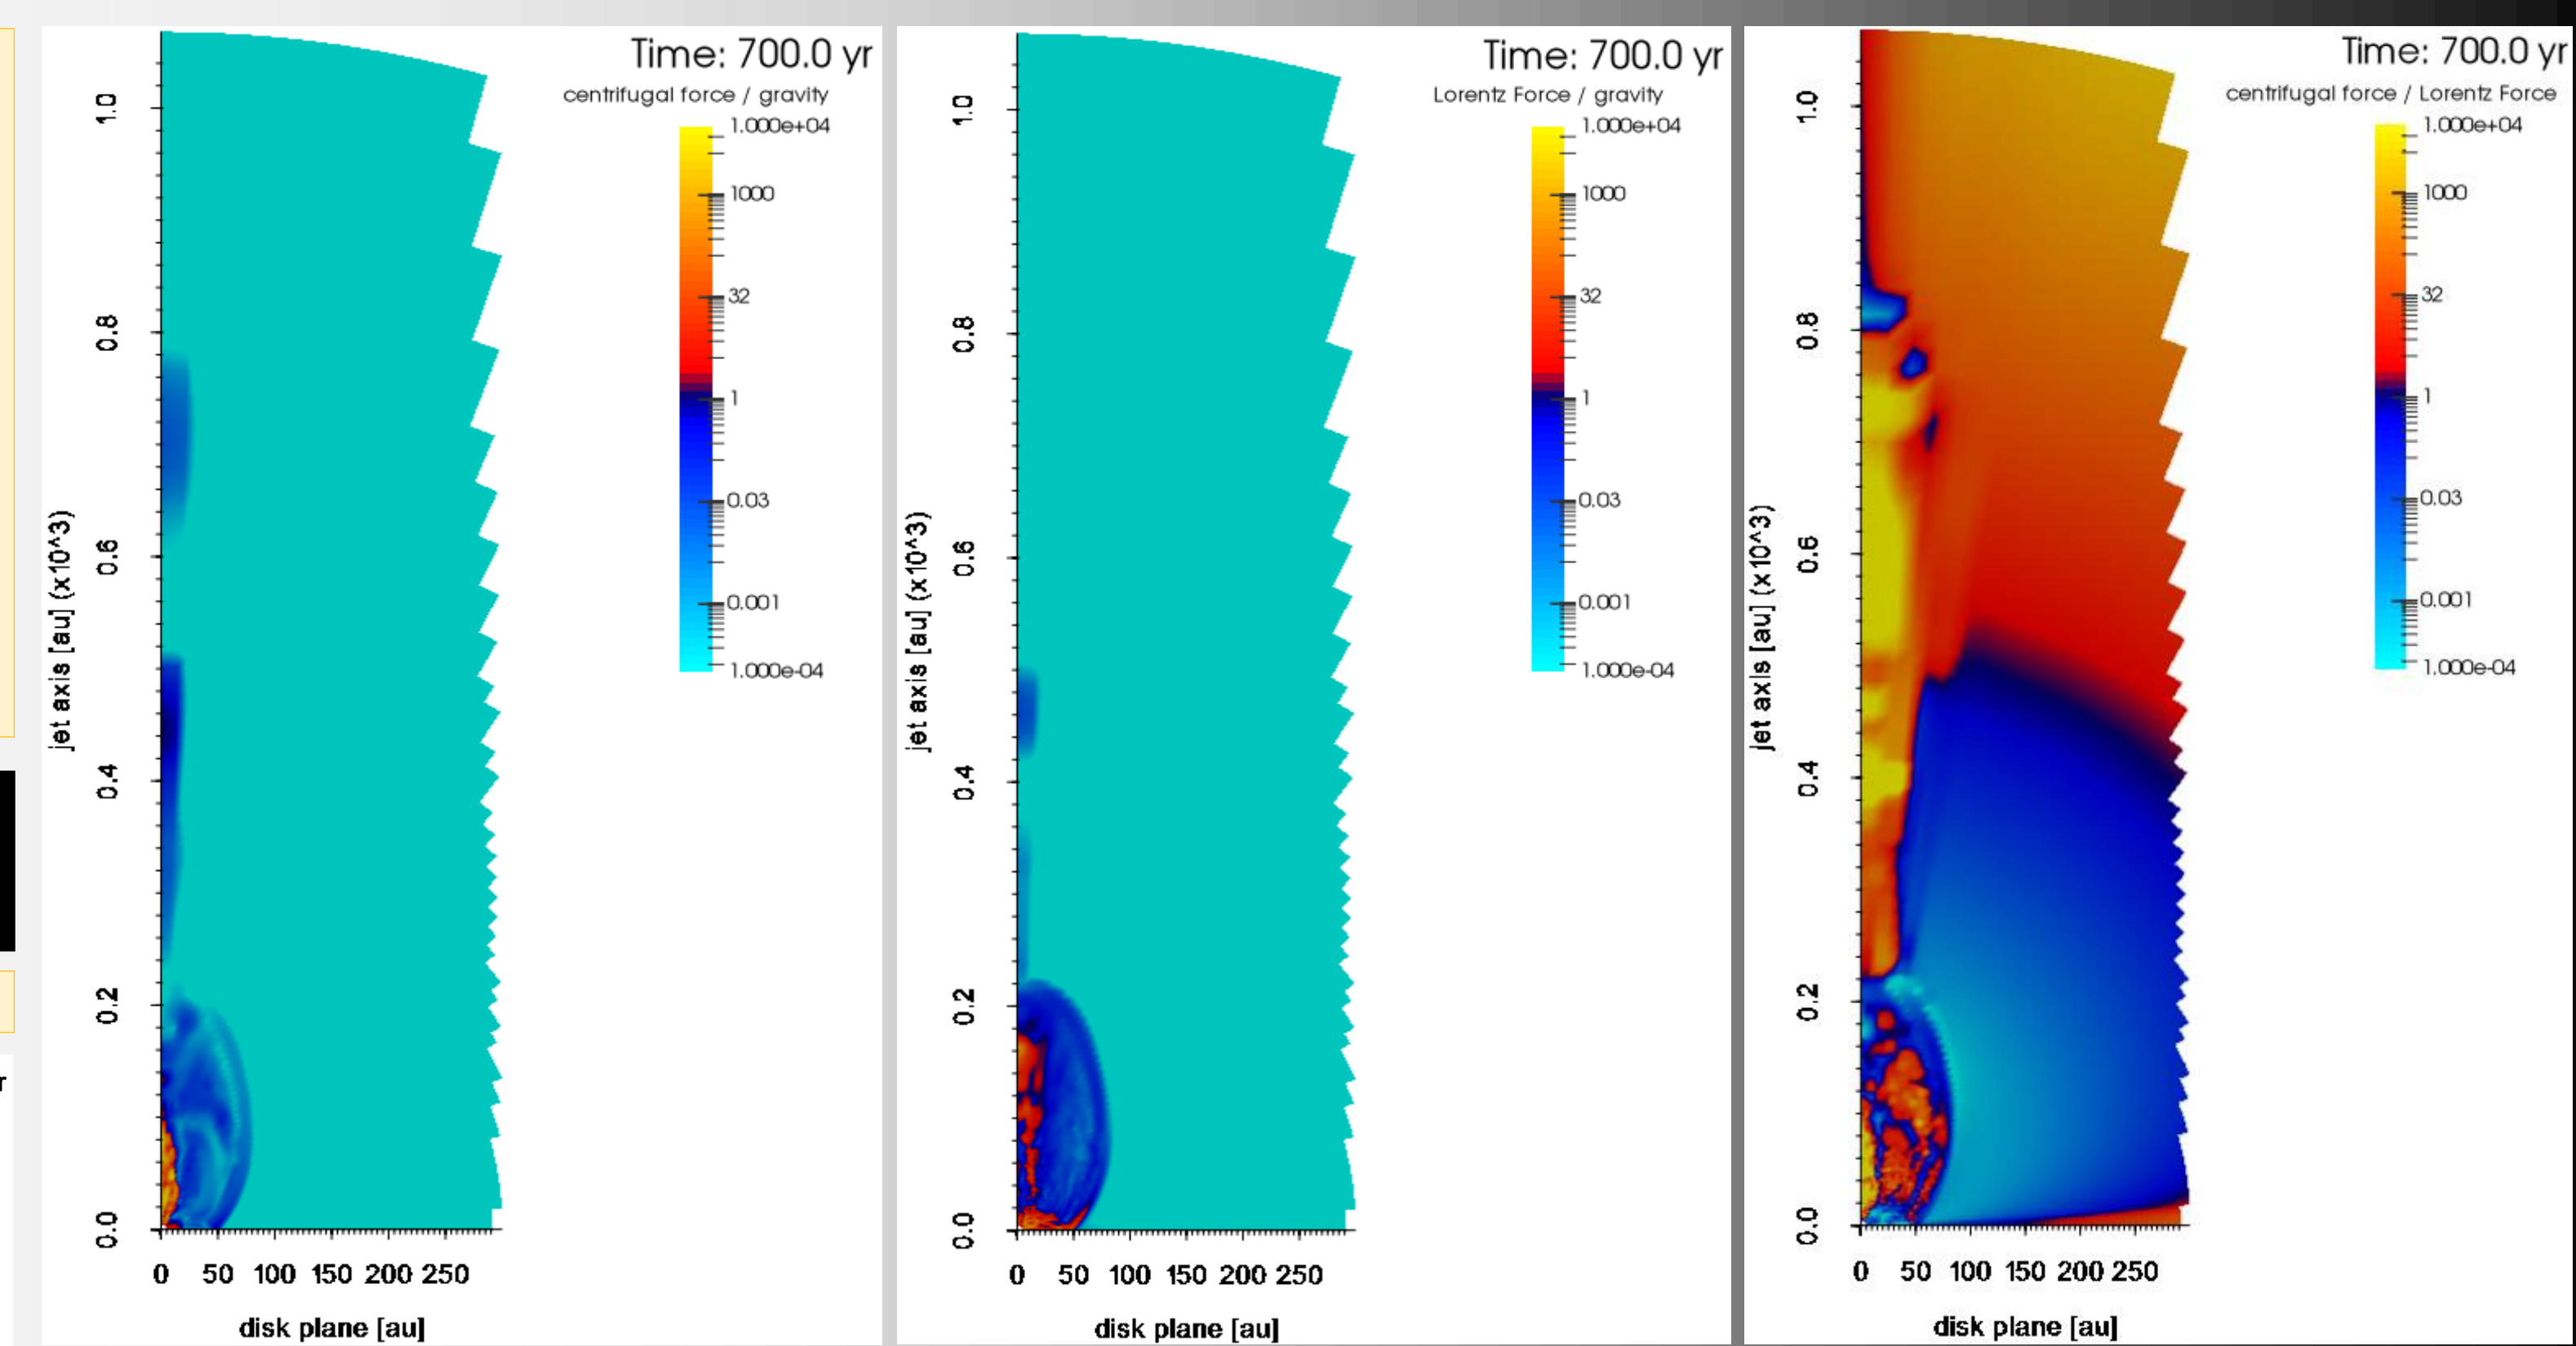 Time: 700.0 yr
centrifugal force / gravity
1.000e+04
1000
32
1
0.03
0.001
1.000e-04
jet axis [au] (x10^3)
1.0
0.8
0.6
0.4
0.2
0.0
0 50 100 150 200 250
disk plane [au]
Time: 700.0 yr
Lorentz Force / gravity
1.000e+04
1000
32
1
0.03
0.001
1.000e-04
jet axis [au] (x10^3)
1.0
0.8
0.6
0.4
0.2
0.0
0 50 100 150 200 250
disk plane [au]
Time: 700.0 yr
centrifugal force / Lorentz Force
1.000e+04
1000
32
1
0.03
0.001
1.000e-04
jet axis [au] (x10^3)
1.0
0.8
0.6
0.4
0.2
0.0
0 50 100 150 200 250
disk plane [au]